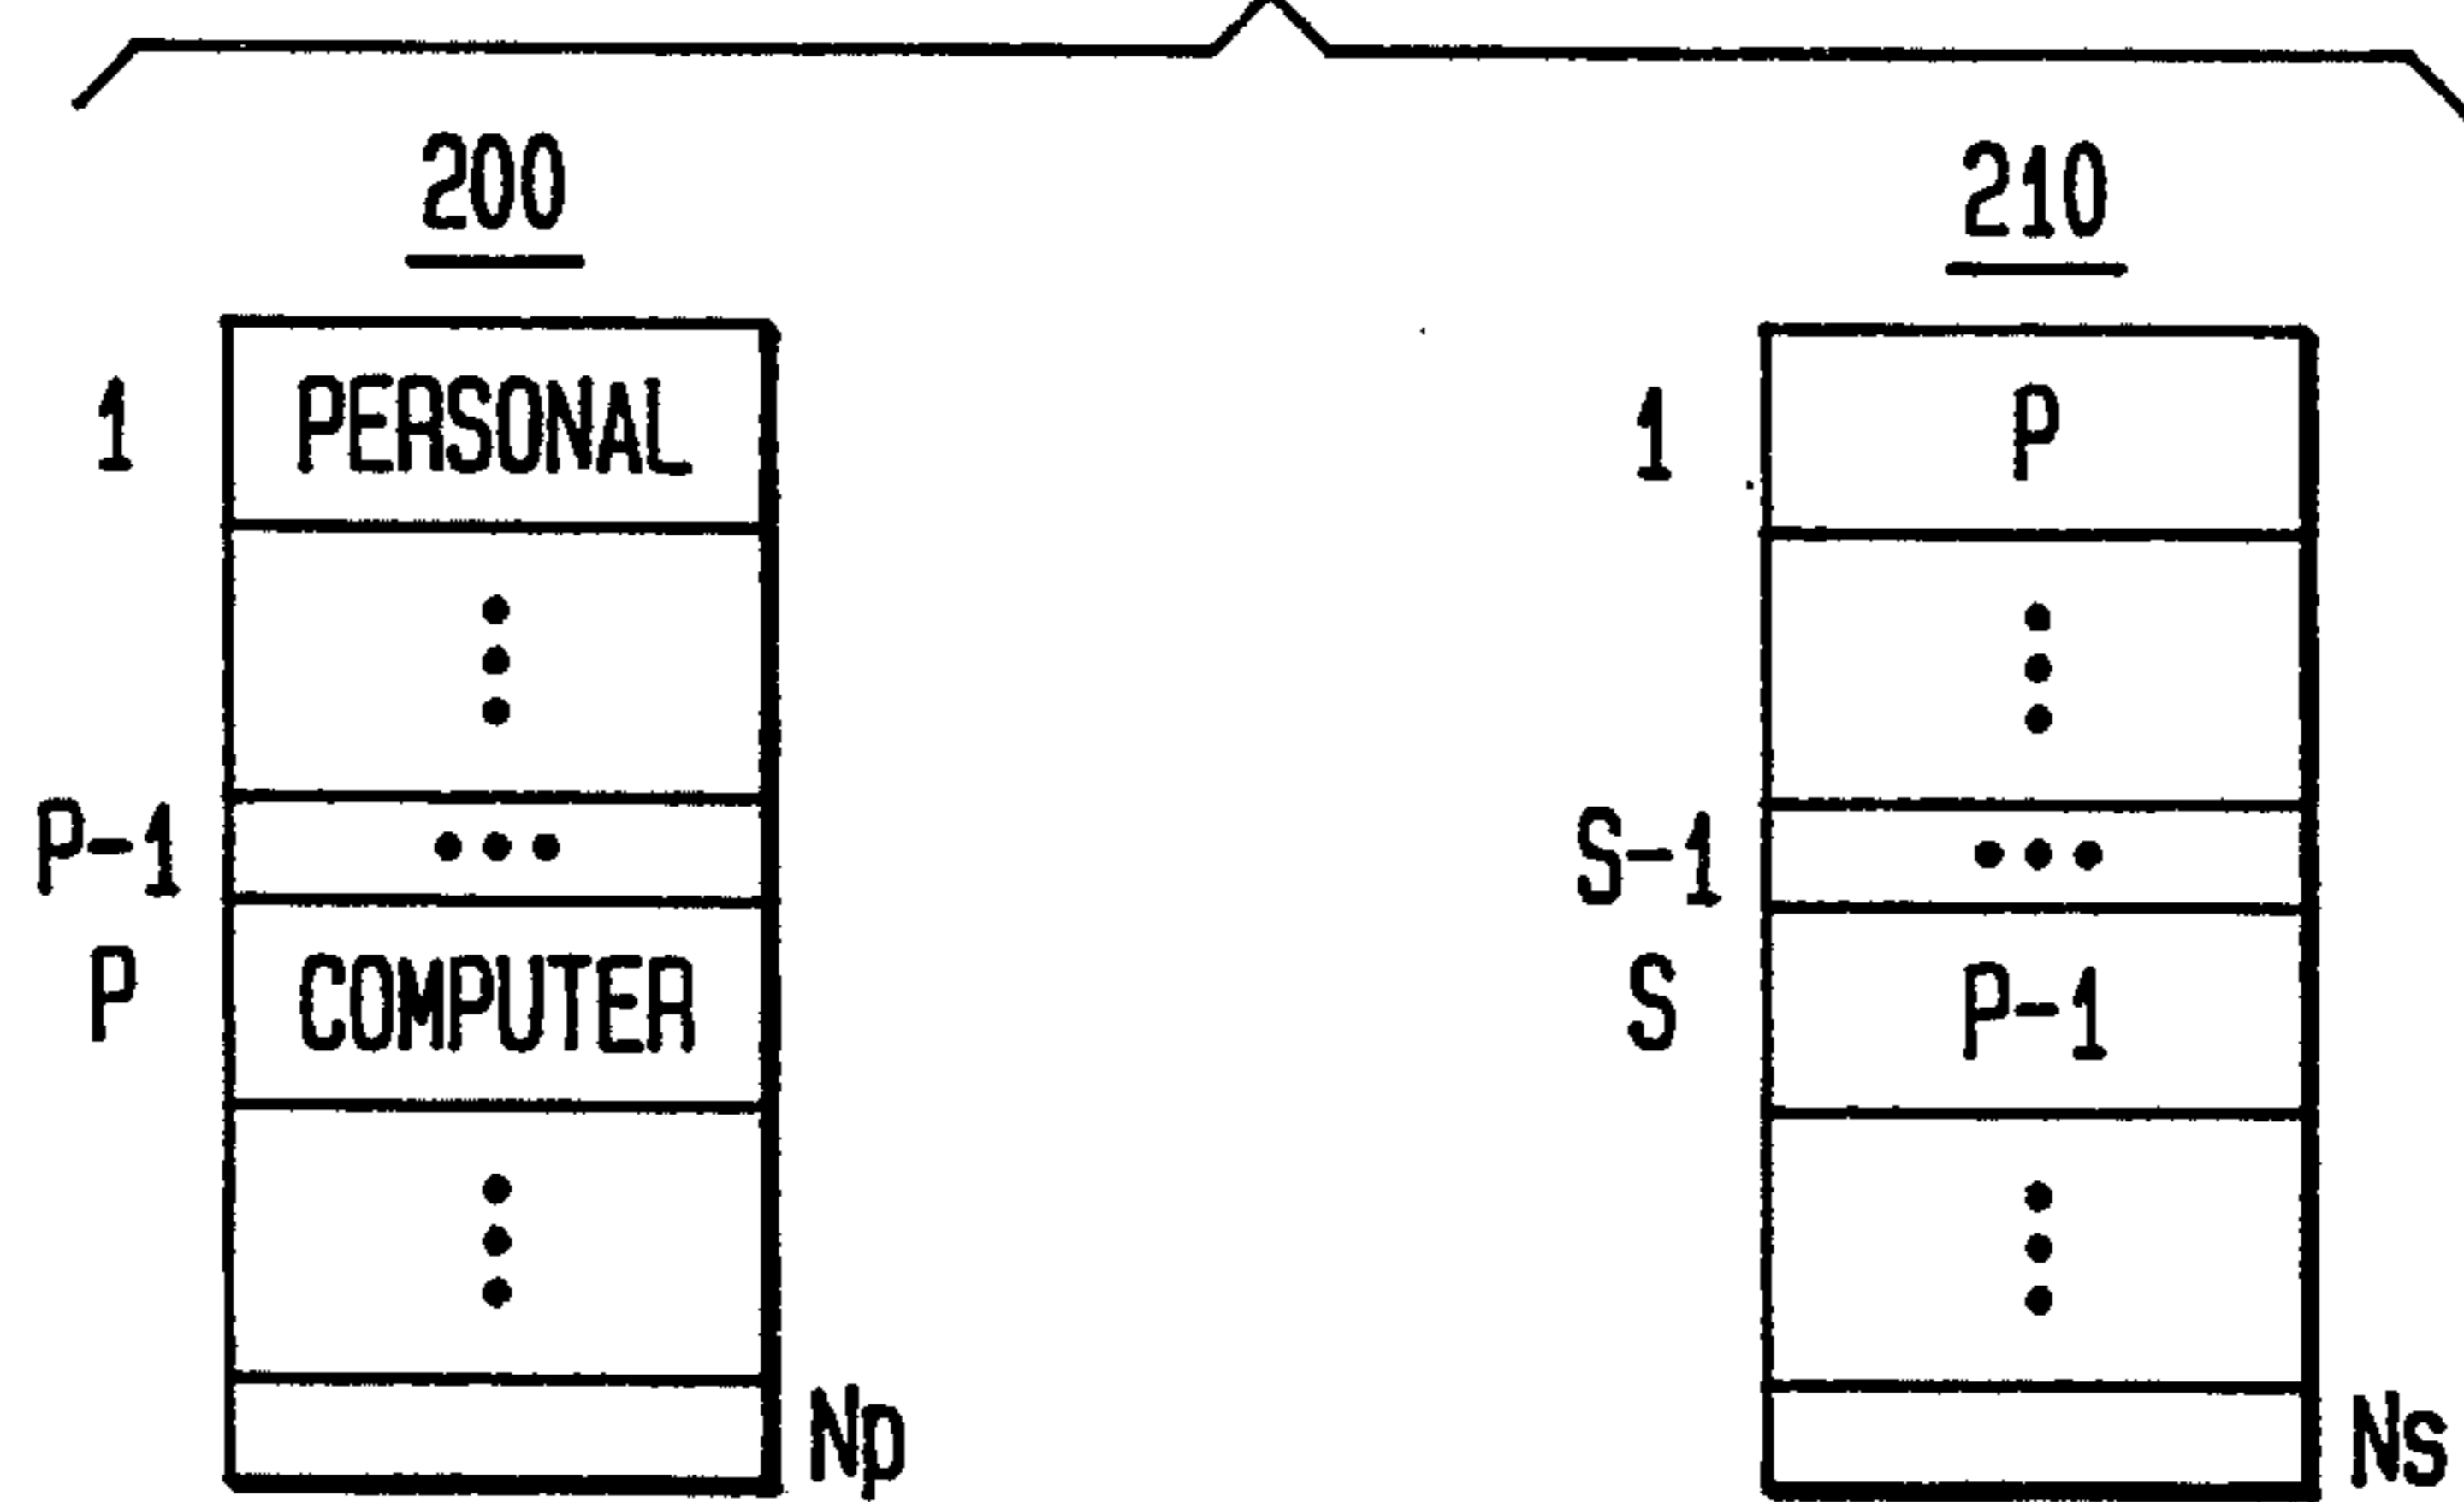 200
1 PERSONAL
P-1 •••
P COMPUTER
Np
210
1 P
S-1 •••
S P-1
Ns